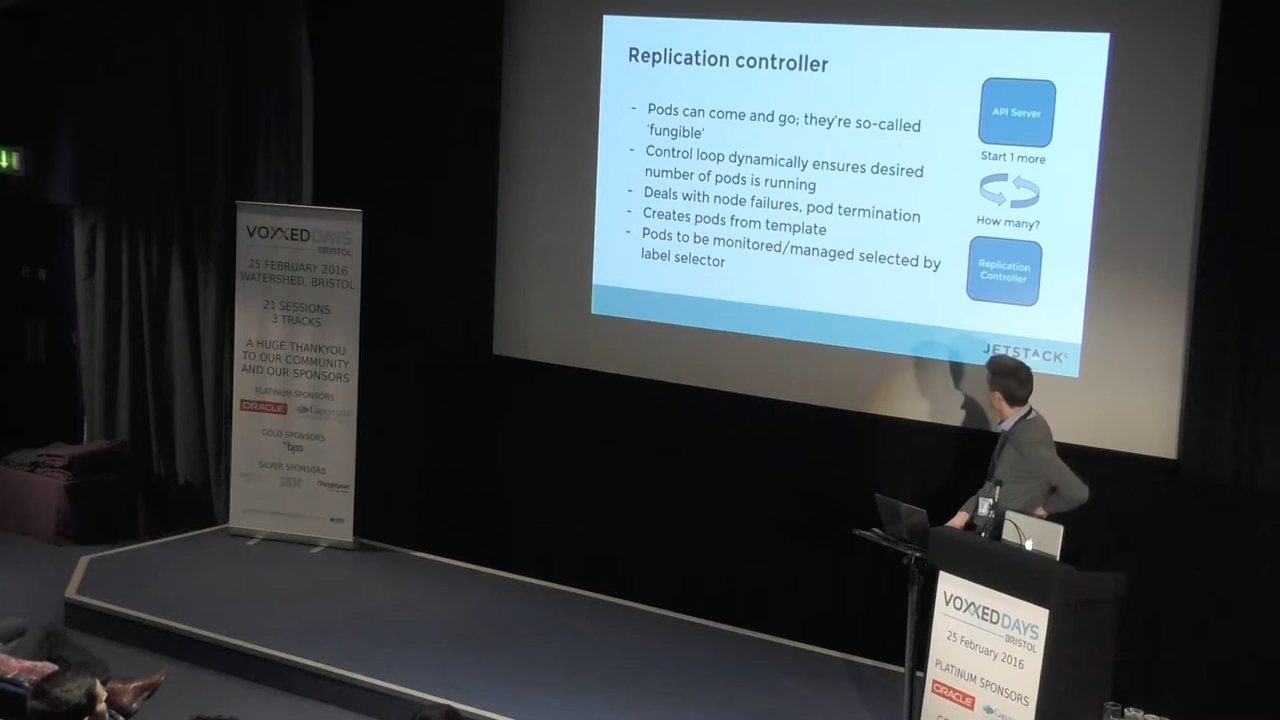 Replication controller
- Pods can come and go; they're so-called
'fungible'
- Control loop dynamically ensures desired
number of pods is running
- Deals with node failures, pod termination
- Creates pods from template
- Pods to be monitored/managed selected by
label selector
API Server
Start 1 more
How many?
Replication
Controller
JETSTACK
VOXXEDDAYS
BRISTOL
25 FEBRUARY 2016
WATERSHED, BRISTOL
21 SESSIONS
3 TRACKS
A HUGE THANKYOU
TO OUR COMMUNITY
AND OUR SPONSORS
PLATINUM SPONSORS
ORACLE Capgemini
GOLD SPONSORS
bjss
SILVER SPONSORS
IBM
VOXXEDDAYS
BRISTOL
25 February 2016
PLATINUM SPONSORS
ORACLE